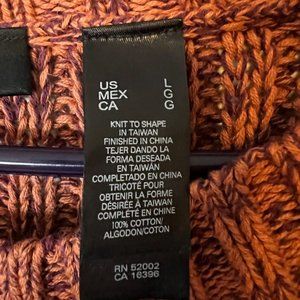 US L
MEX G
CA G
KNIT TO SHAPE
IN TAIWAN
FINISHED IN CHINA
TEJER DANDO LA
FORMA DESEADA
EN TAIWAN
COMPLETADO EN CHINA
TRICOTÉ POUR
OBTENIR LA FORME
DÉSIRÉE À TAIWAN
COMPLÉTÉ EN CHINE
100% COTTON/
ALGODON/COTON
RN 52002
CA 16396